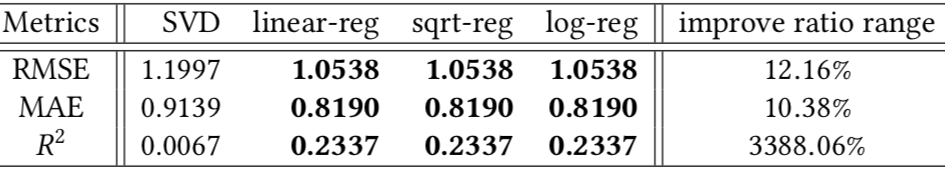 Metrics SVD linear-reg sqrt-reg log-reg improve ratio range
RMSE 1.1997 1.0538 1.0538 1.0538 12.16%
MAE 0.9139 0.8190 0.8190 0.8190 10.38%
R² 0.0067 0.2337 0.2337 0.2337 3388.06%